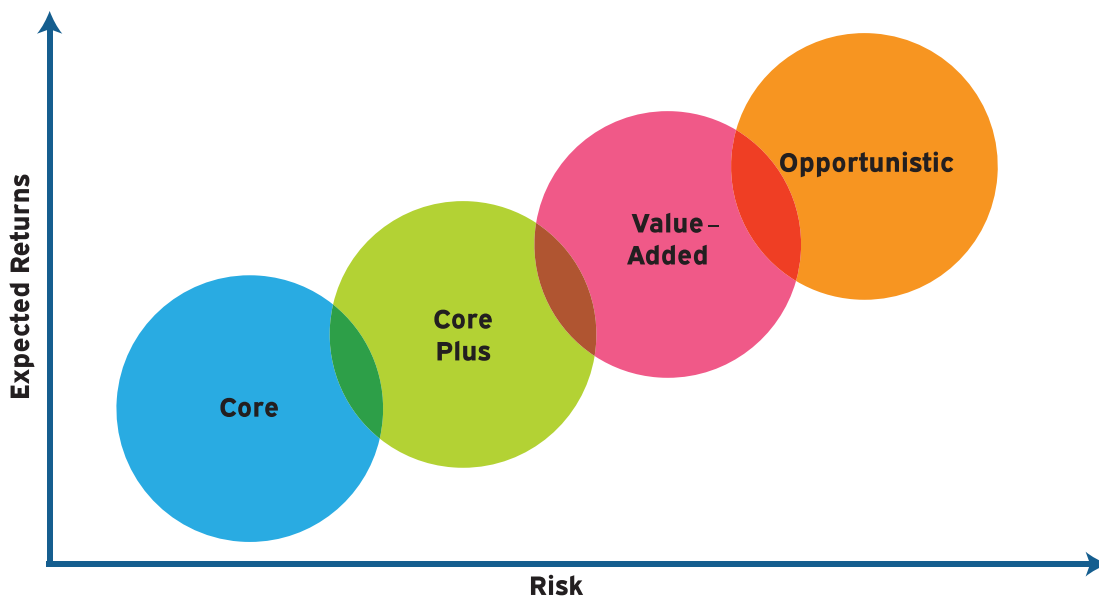 Expected Returns
Opportunistic
Value–
Added
Core
Plus
Core
Risk